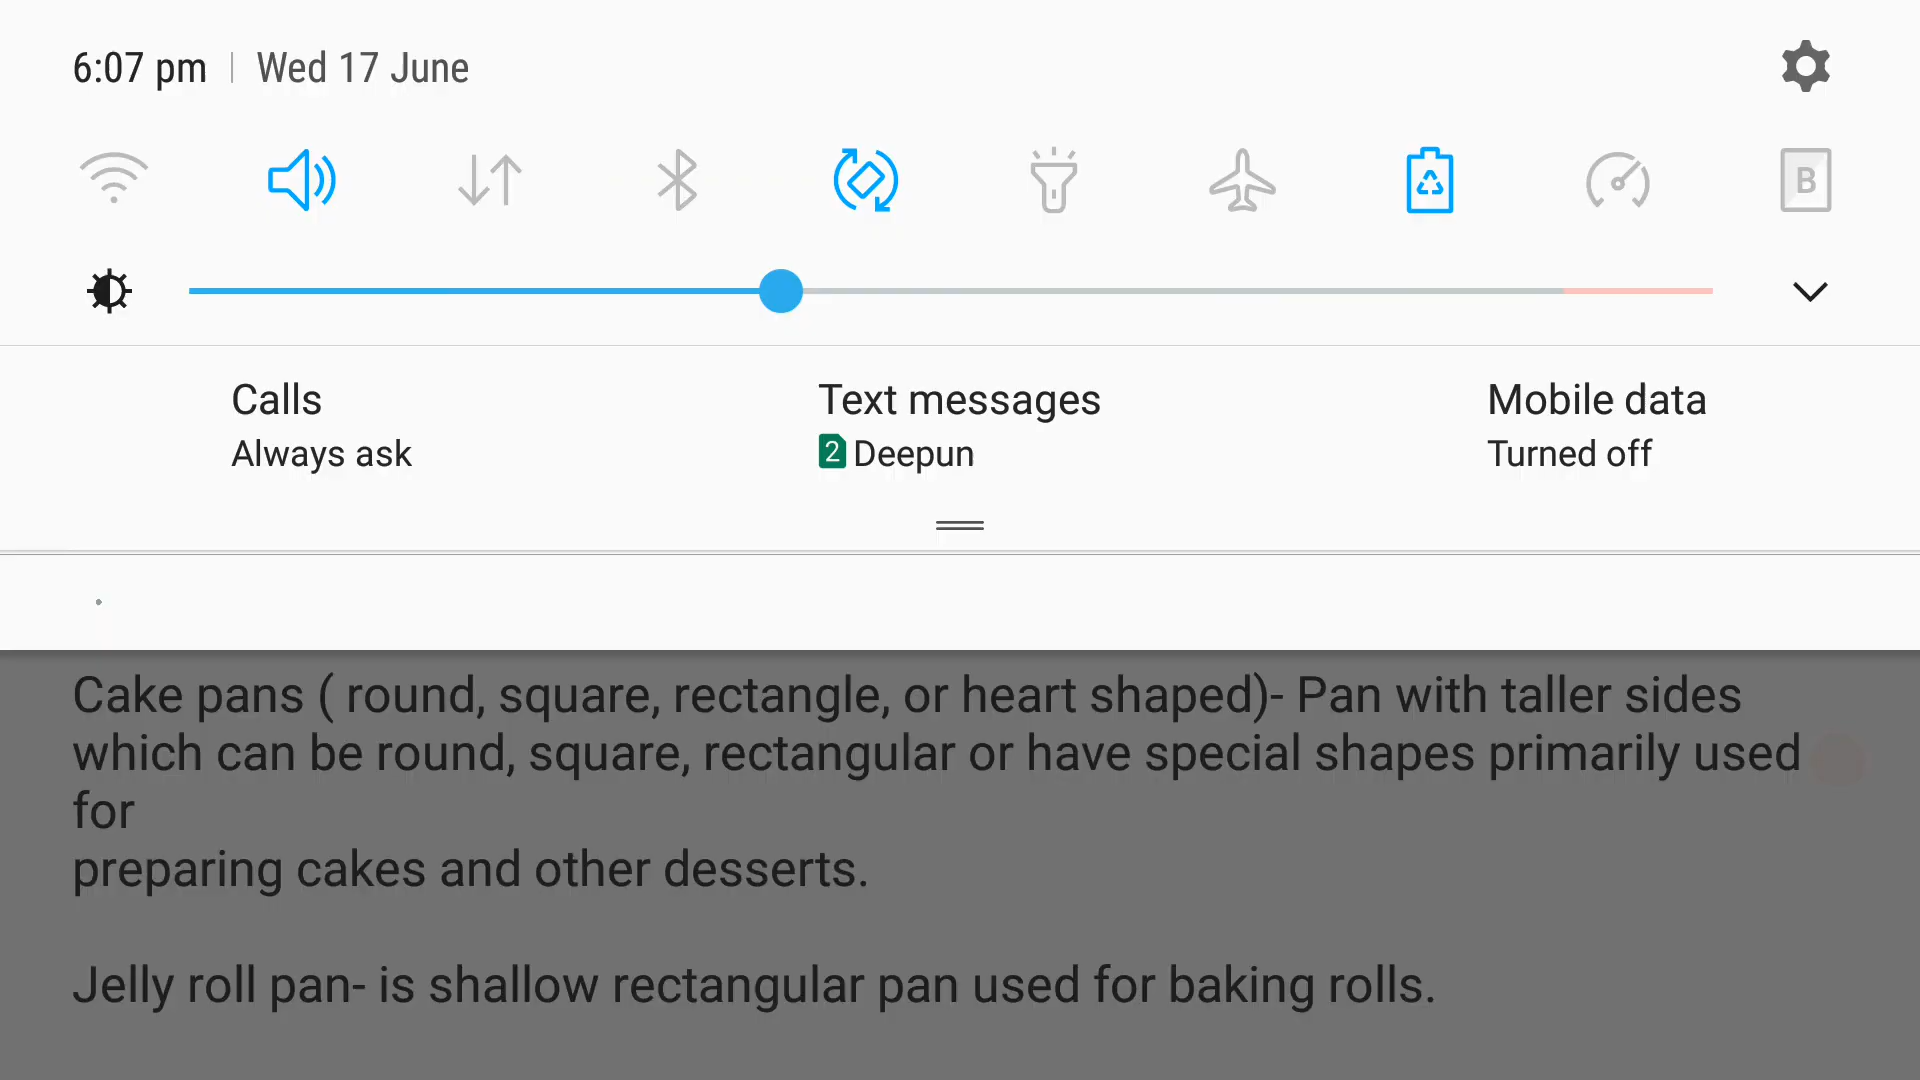 6:07 pm | Wed 17 June
B
Calls
Always ask
Text messages
2 Deepun
Mobile data
Turned off
Cake pans ( round, square, rectangle, or heart shaped)- Pan with taller sides
which can be round, square, rectangular or have special shapes primarily used
for
preparing cakes and other desserts.
Jelly roll pan- is shallow rectangular pan used for baking rolls.